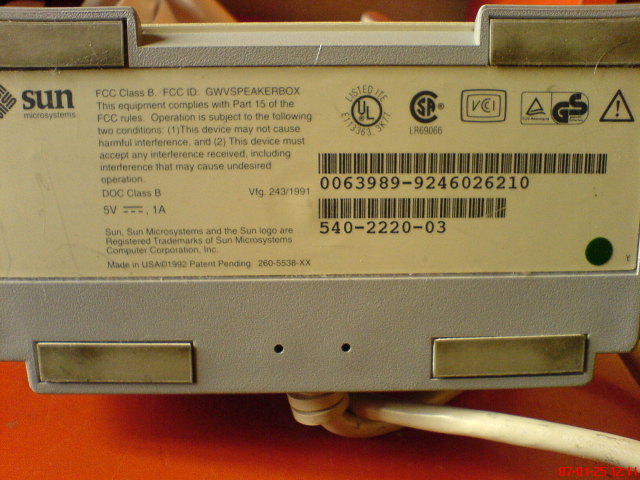 sun
microsystems
FCC Class B. FCC ID: GWVSPEAKERBOX
This equipment complies with Part 15 of the
FCC rules. Operation is subject to the following
two conditions: (1)This device may not cause
harmful interference, and (2) This device must
accept any interference received, including
interference that may cause undesired
operation.
DOC Class B Vfg. 243/1991
5V 1A
Sun, Sun Microsystems and the Sun logo are
Registered Trademarks of Sun Microsystems
Computer Corporation, Inc.
Made in USA©1992 Patent Pending 260-5538-XX
LISTED ITE
UL
SA
LR69066
VCI
GS
0063989-9246026210
540-2220-03
Y